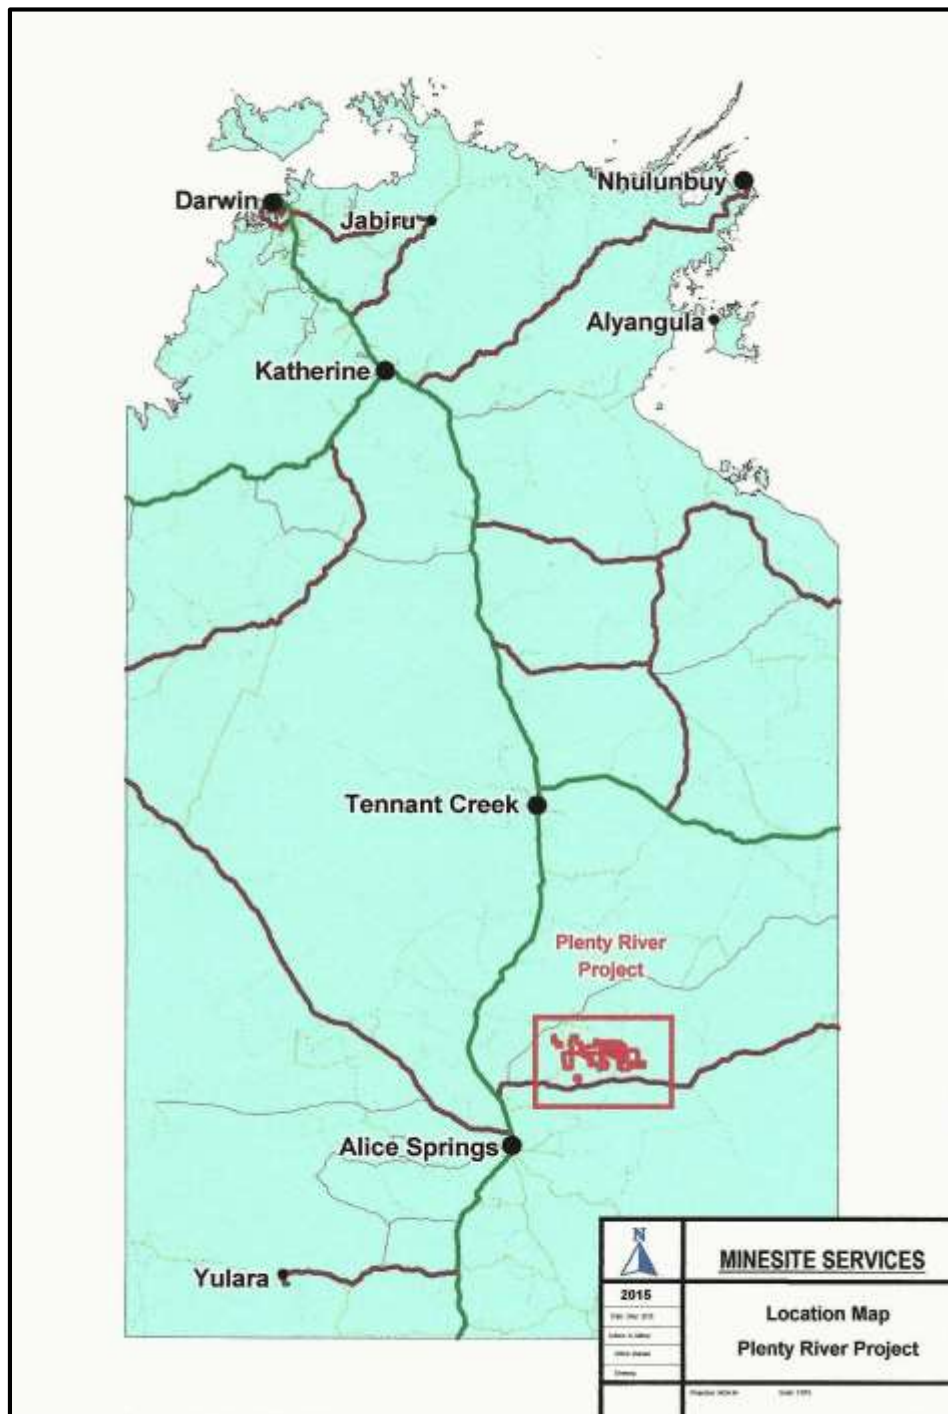 Darwin
Jabiru
Nhulunbuy
Alyangula
Katherine
Tennant Creek
Plenty River
Project
Alice Springs
Yulara
N
2015
MINESITE SERVICES
Location Map
Plenty River Project